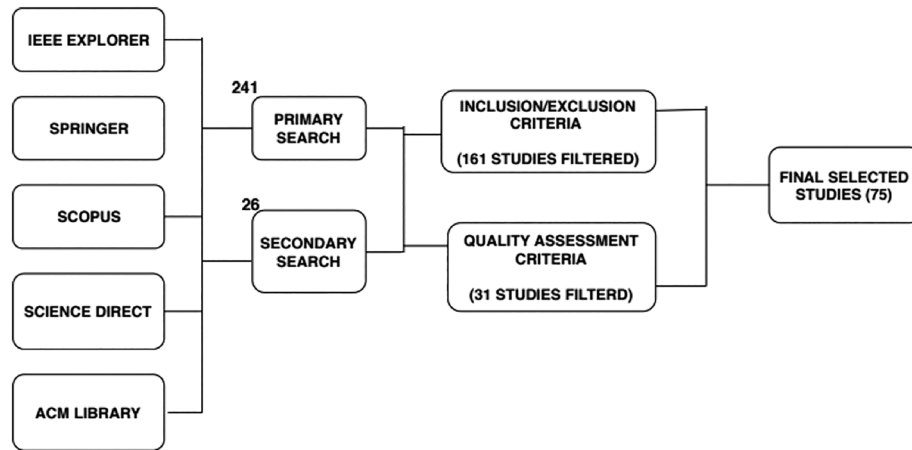 IEEE EXPLORER
SPRINGER
SCOPUS
SCIENCE DIRECT
ACM LIBRARY
241
PRIMARY
SEARCH
26
SECONDARY
SEARCH
INCLUSION/EXCLUSION
CRITERIA
(161 STUDIES FILTERED)
QUALITY ASSESSMENT
CRITERIA
(31 STUDIES FILTERD)
FINAL SELECTED
STUDIES (75)